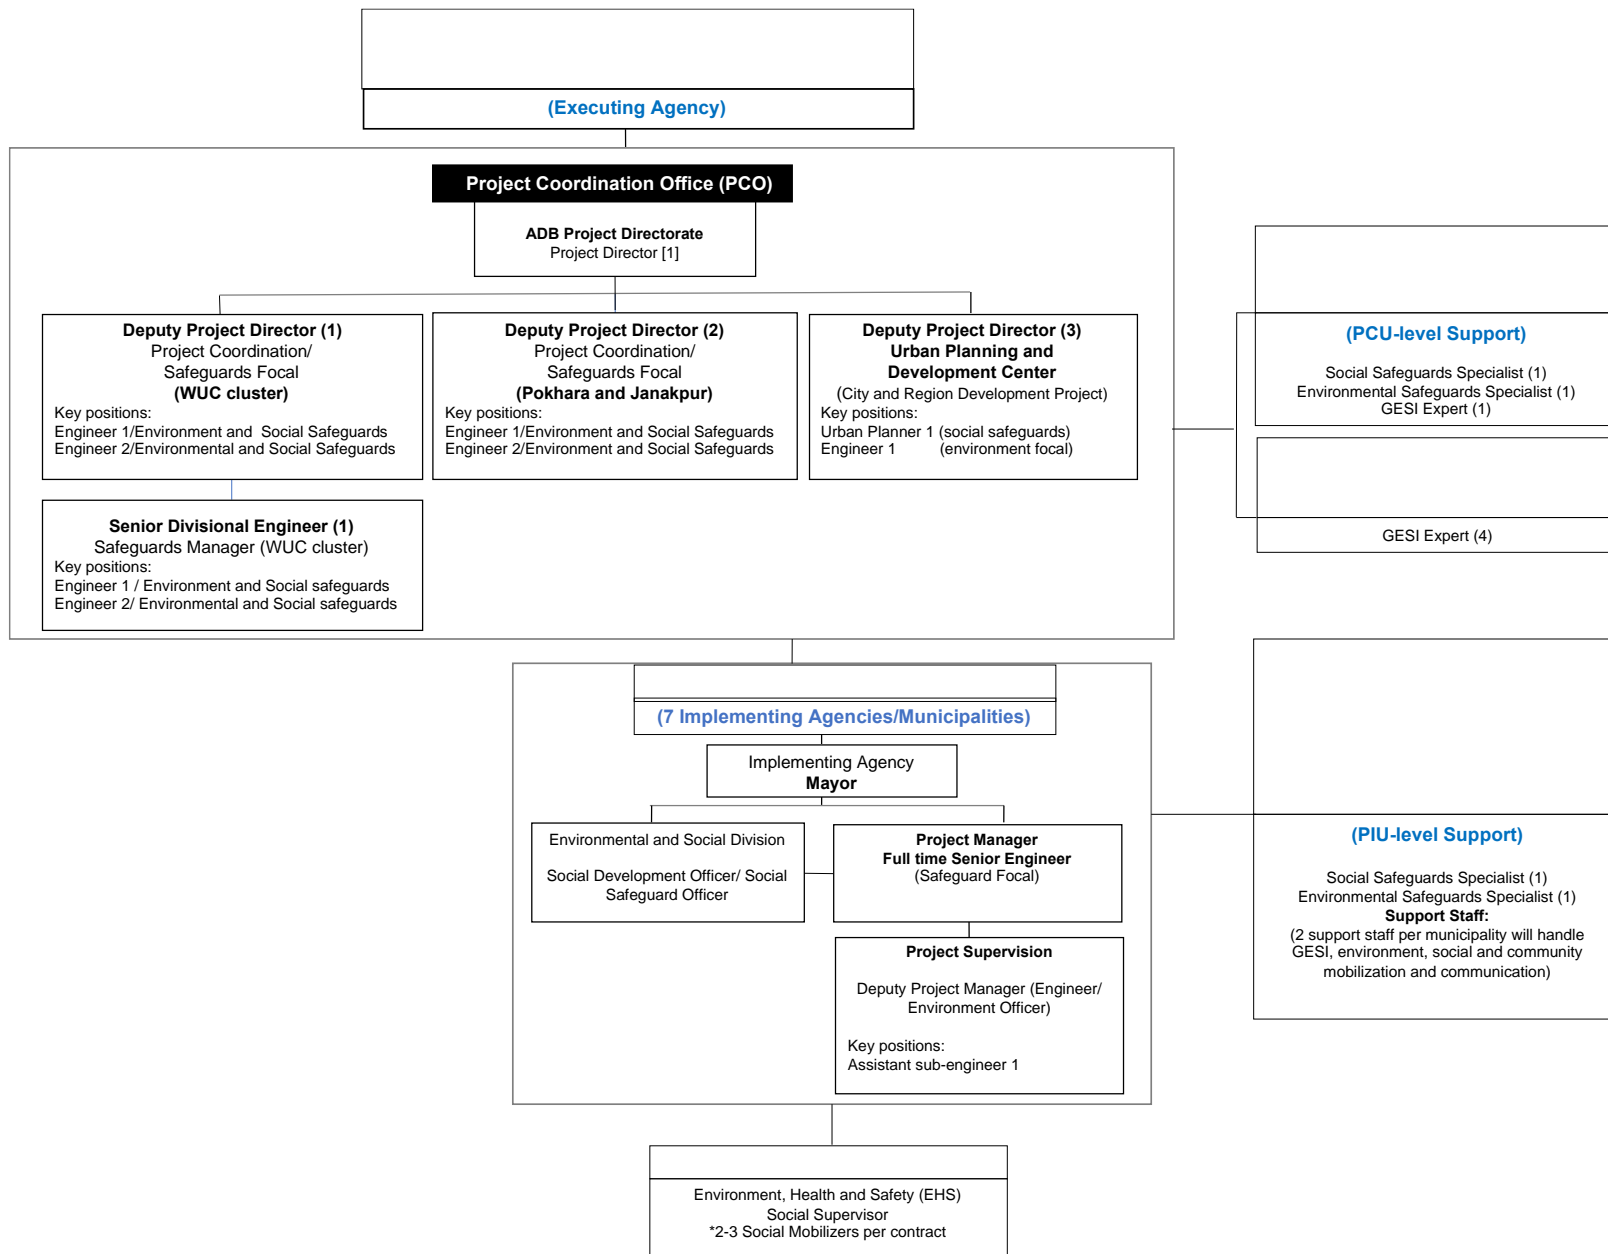 (Executing Agency)
Project Coordination Office (PCO)
ADB Project Directorate
Project Director [1]
Deputy Project Director (1)
Project Coordination/
Safeguards Focal
(WUC cluster)
Key positions:
Engineer 1/Environment and  Social Safeguards
Engineer 2/Environmental and Social Safeguards
Deputy Project Director (2)
Project Coordination/
Safeguards Focal
(Pokhara and Janakpur)
Key positions:
Engineer 1/Environment and Social Safeguards
Engineer 2/Environment and Social Safeguards
Deputy Project Director (3)
Urban Planning and
Development Center
(City and Region Development Project)
Key positions:
Urban Planner 1 (social safeguards)
Engineer 1 (environment focal)
Senior Divisional Engineer (1)
Safeguards Manager (WUC cluster)
Key positions:
Engineer 1 / Environment and Social safeguards
Engineer 2/ Environmental and Social safeguards
(PCU-level Support)
Social Safeguards Specialist (1)
Environmental Safeguards Specialist (1)
GESI Expert (1)
GESI Expert (4)
(7 Implementing Agencies/Municipalities)
Implementing Agency
Mayor
Environmental and Social Division
Social Development Officer/ Social
Safeguard Officer
Project Manager
Full time Senior Engineer
(Safeguard Focal)
Project Supervision
Deputy Project Manager (Engineer/
Environment Officer)
Key positions:
Assistant sub-engineer 1
(PIU-level Support)
Social Safeguards Specialist (1)
Environmental Safeguards Specialist (1)
Support Staff:
(2 support staff per municipality will handle
GESI, environment, social and community
mobilization and communication)
Environment, Health and Safety (EHS)
Social Supervisor
*2-3 Social Mobilizers per contract